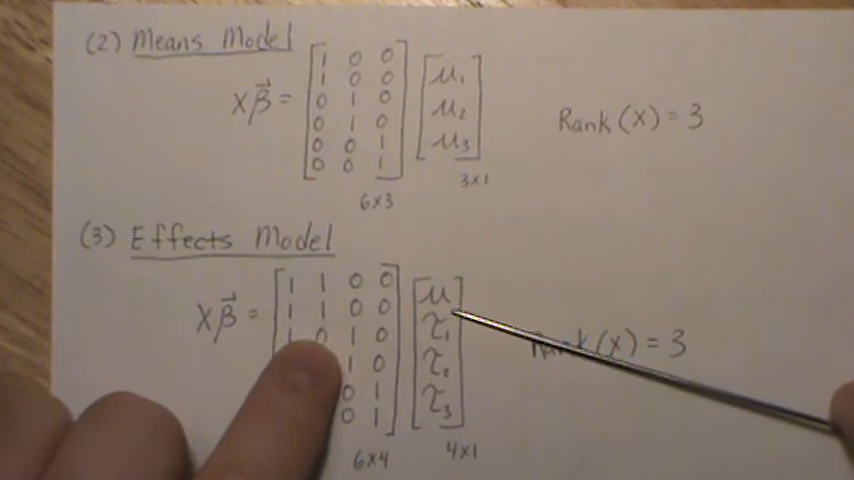 (2) Means Model
Xβ⃗ = [1 0 0; 1 0 0; 0 1 0; 0 1 0; 0 0 1; 0 0 1] [μ₁; μ₂; μ₃] Rank(X) = 3
6x3 3x1
(3) Effects Model
Xβ⃗ = [1 1 0 0; 1 1 0 0; 1 0 1 0; 1 0; 0 1; 0 1] [μ; τ₁; τ₂; τ₃] Rank(X) = 3
6x4 4x1